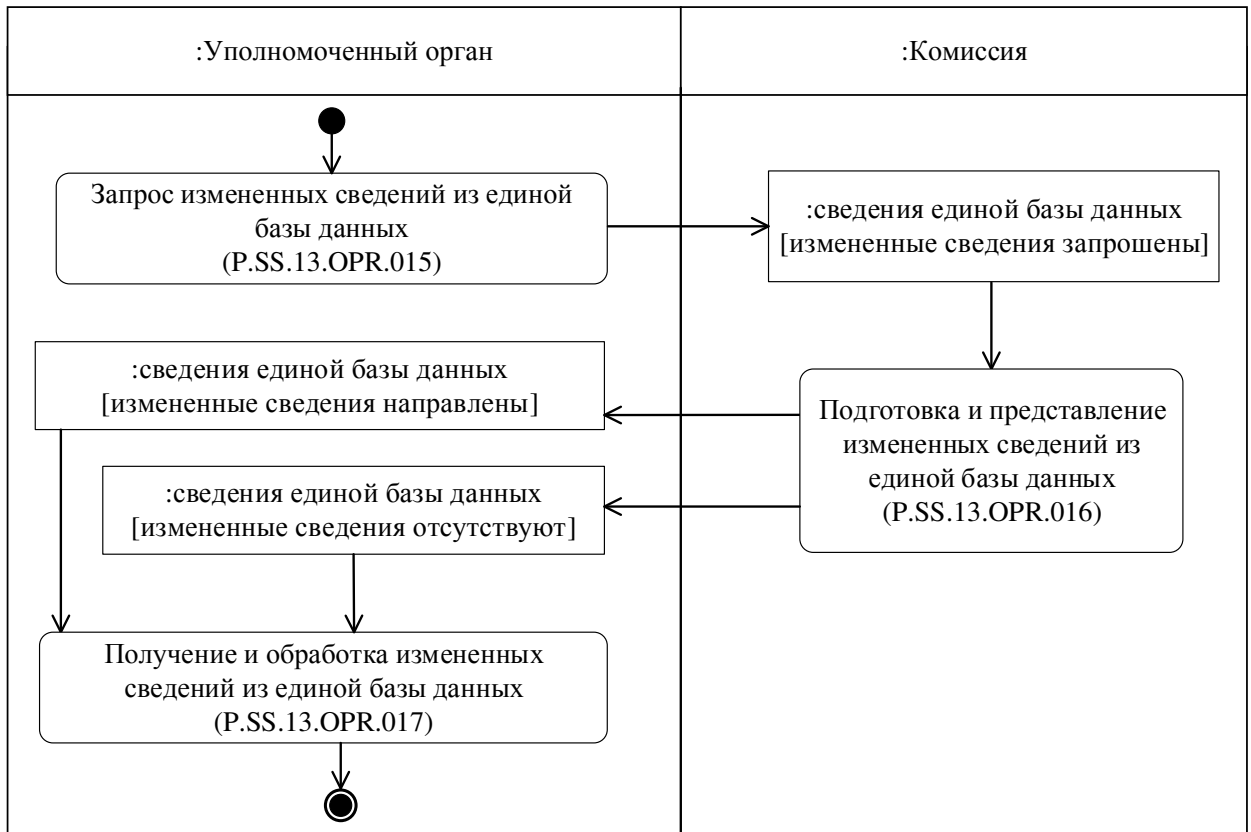 :Уполномоченный орган
:Комиссия
Запрос измененных сведений из единой
базы данных
(P.SS.13.OPR.015)
:сведения единой базы данных
[измененные сведения запрошены]
:сведения единой базы данных
[измененные сведения направлены]
Подготовка и представление
измененных сведений из
единой базы данных
(P.SS.13.OPR.016)
:сведения единой базы данных
[измененные сведения отсутствуют]
Получение и обработка измененных
сведений из единой базы данных
(P.SS.13.OPR.017)